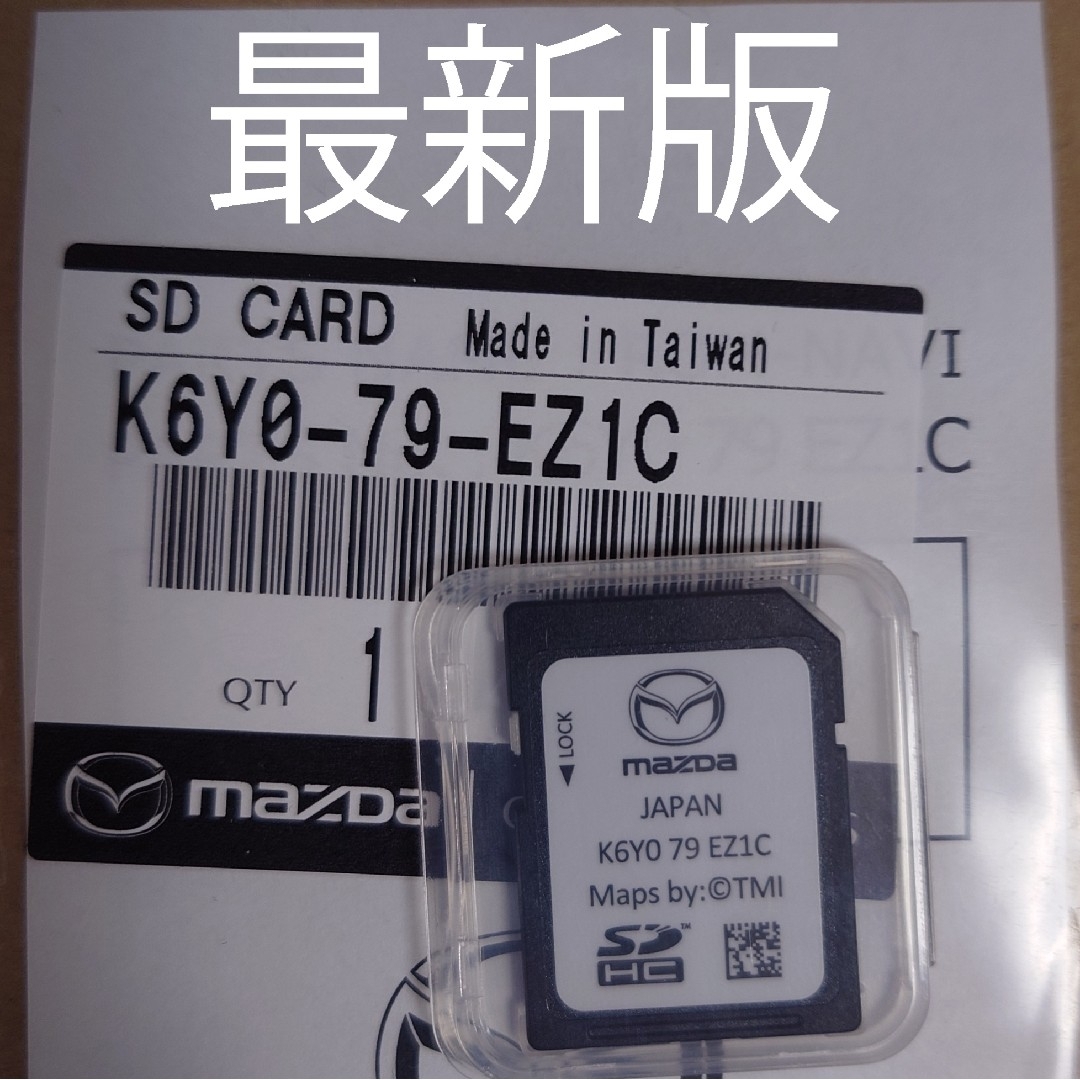 最新版
SD CARD Made in Taiwan
K6Y0-79-EZ1C
QTY 1
mazda
LOCK
mazda
JAPAN
K6Y0 79 EZ1C
Maps by:©TMI
SD™
HC